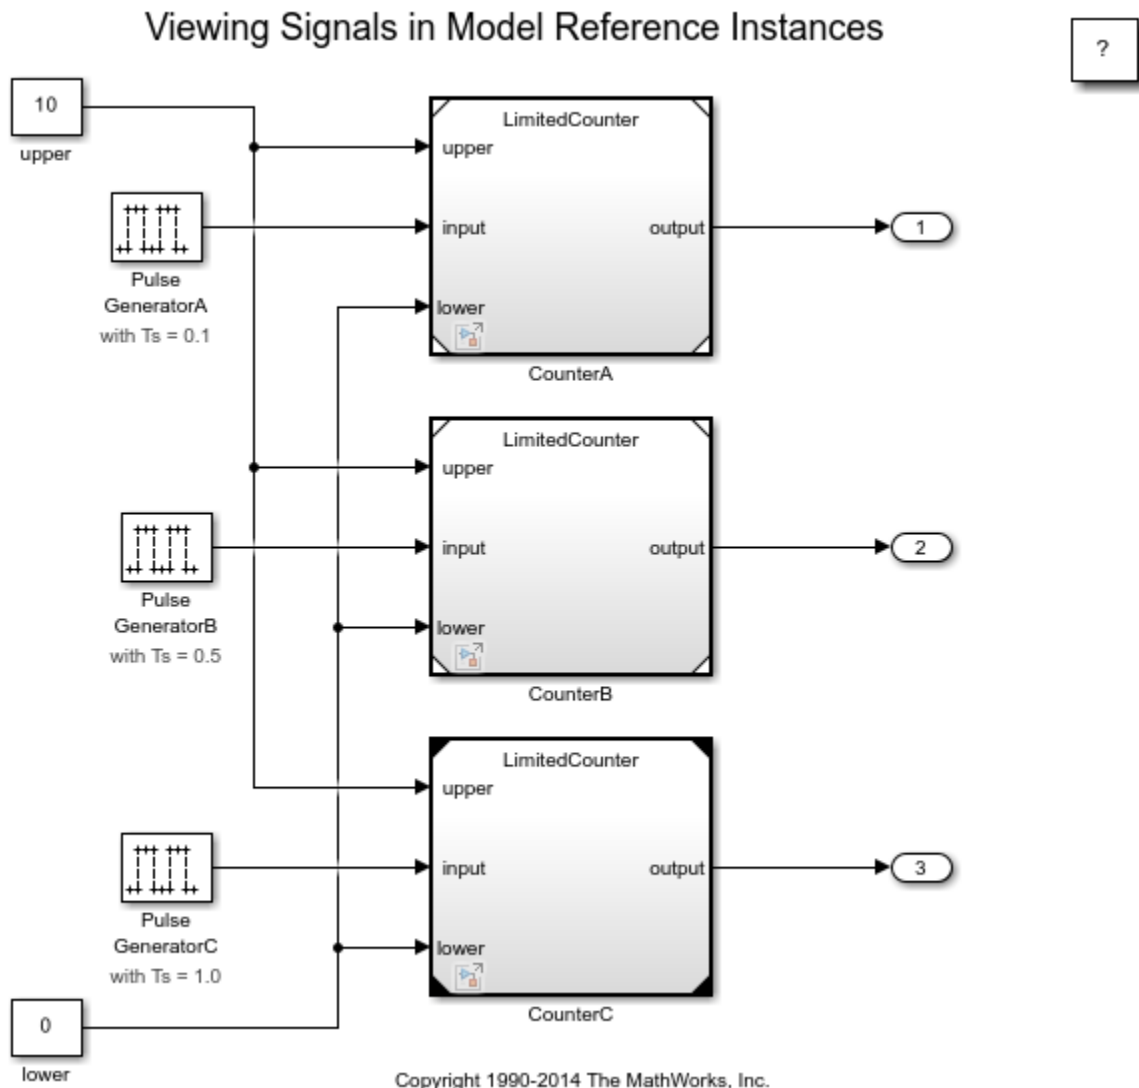 Viewing Signals in Model Reference Instances
?
10
upper
LimitedCounter
upper
input
output
lower
CounterA
1
Pulse
GeneratorA
with Ts = 0.1
LimitedCounter
upper
input
output
lower
CounterB
2
Pulse
GeneratorB
with Ts = 0.5
LimitedCounter
upper
input
output
lower
CounterC
3
Pulse
GeneratorC
with Ts = 1.0
0
lower
Copyright 1990-2014 The MathWorks, Inc.